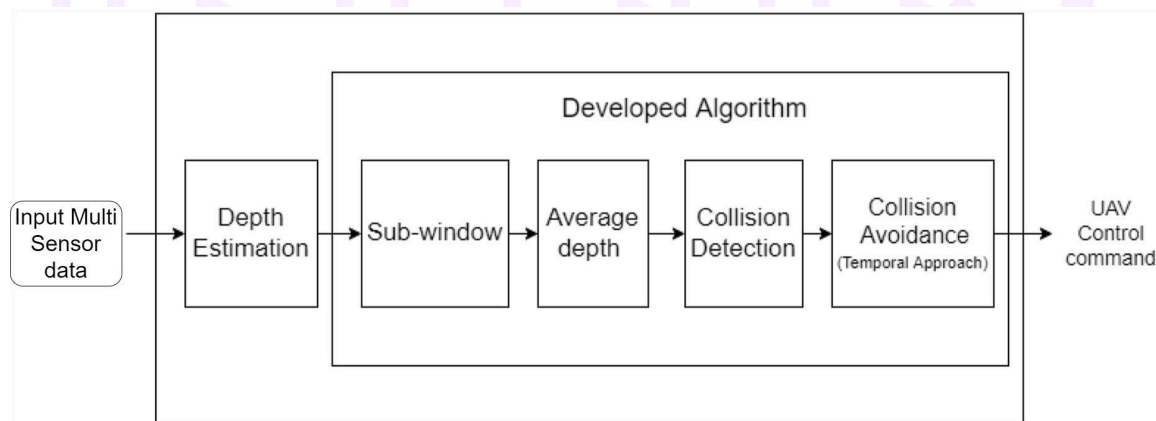 Developed Algorithm
Input Multi
Sensor
data
Depth
Estimation
Sub-window
Average
depth
Collision
Detection
Collision
Avoidance
(Temporal Approach)
UAV
Control
command